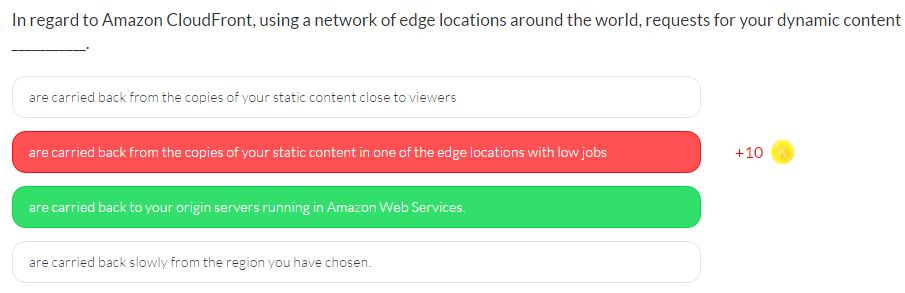 In regard to Amazon CloudFront, using a network of edge locations around the world, requests for your dynamic content
___________.
are carried back from the copies of your static content close to viewers
are carried back from the copies of your static content in one of the edge locations with low jobs
+10
are carried back to your origin servers running in Amazon Web Services.
are carried back slowly from the region you have chosen.